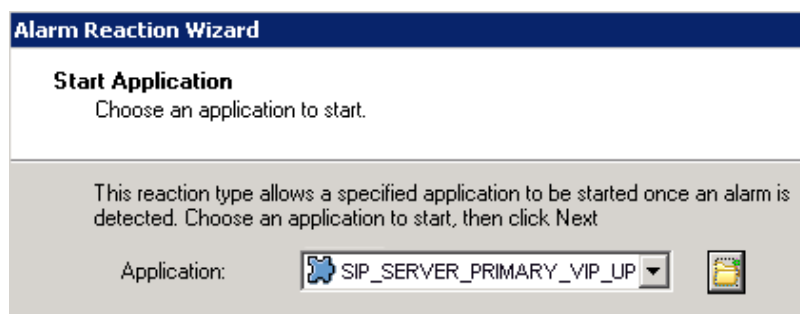 Alarm Reaction Wizard
Start Application
Choose an application to start.
This reaction type allows a specified application to be started once an alarm is
detected. Choose an application to start, then click Next
Application: SIP_SERVER_PRIMARY_VIP_UP